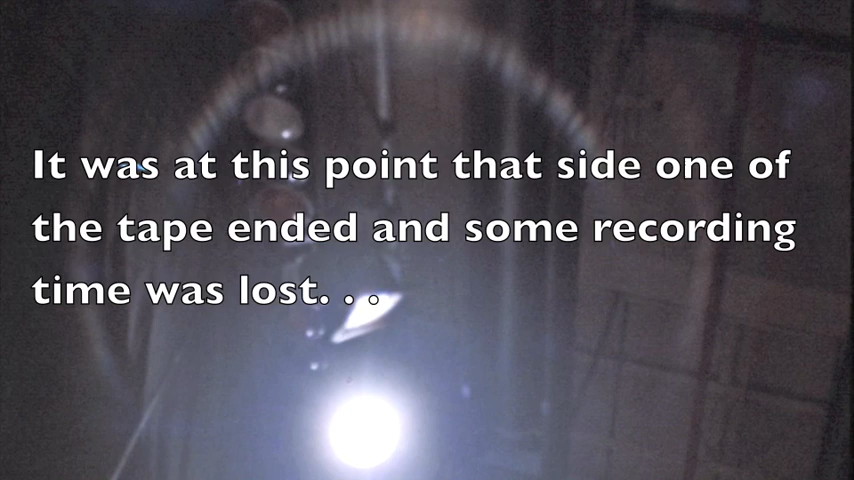 It was at this point that side one of
the tape ended and some recording
time was lost. . .